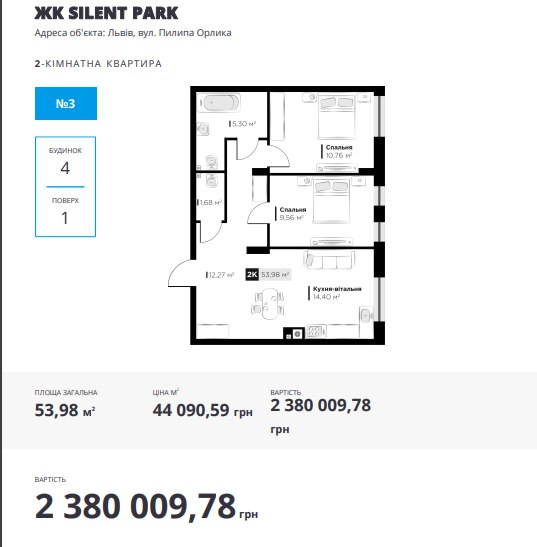 ЖК SILENT PARK
Адреса об'єкта: Львів, вул. Пилипа Орлика
2-КІМНАТНА КВАРТИРА
№3
БУДИНОК
4
ПОВЕРХ
1
5,30 м²
Спальня
10,76 м²
1,68 м²
Спальня
9,56 м²
12,27 м²
2К 53,98 м²
Кухня-вітальня
14,40 м²
ПЛОЩА ЗАГАЛЬНА
53,98 м²
ЦІНА М²
44 090,59 грн
ВАРТІСТЬ
2 380 009,78
грн
ВАРТІСТЬ
2 380 009,78 грн